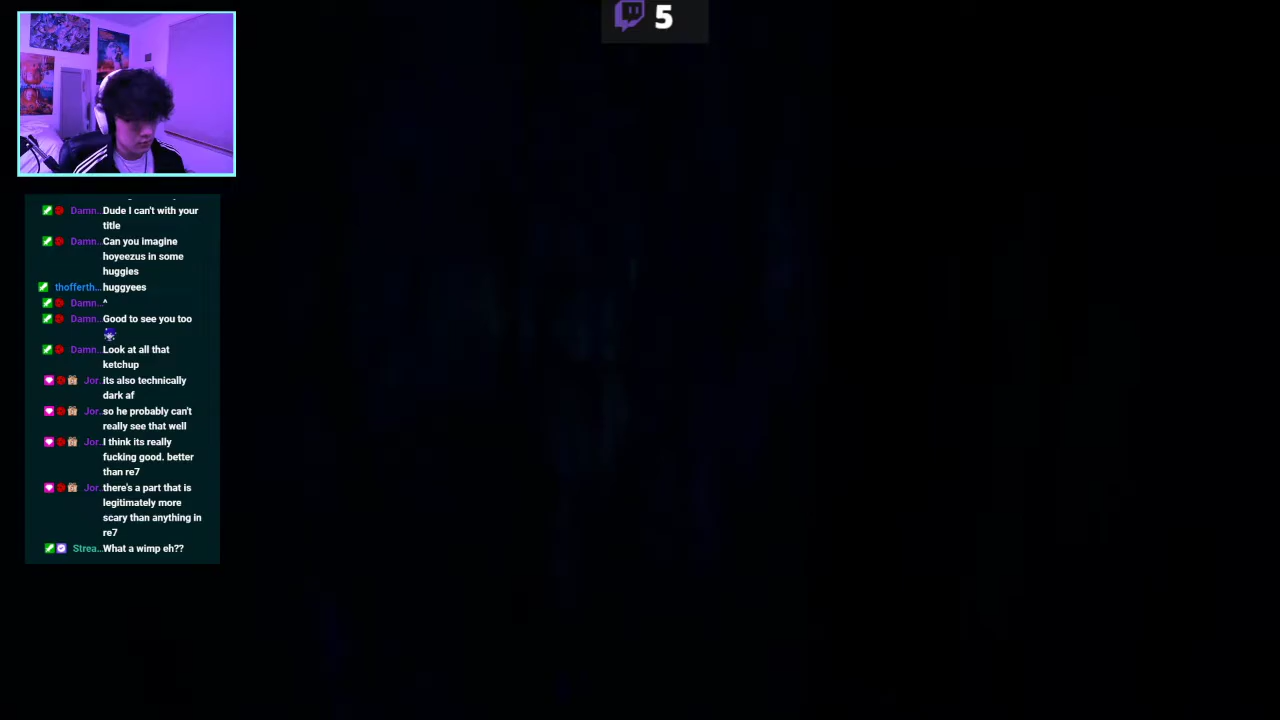 5
Damn...Dude I can't with your
title
Damn...Can you imagine
hoyeezus in some
huggies
thofferth...huggyees
Damn...^
Damn...Good to see you too
Damn...Look at all that
ketchup
Jor...its also technically
dark af
Jor...so he probably can't
really see that well
Jor...I think its really
fucking good. better
than re7
Jor...there's a part that is
legitimately more
scary than anything in
re7
Strea...What a wimp eh??